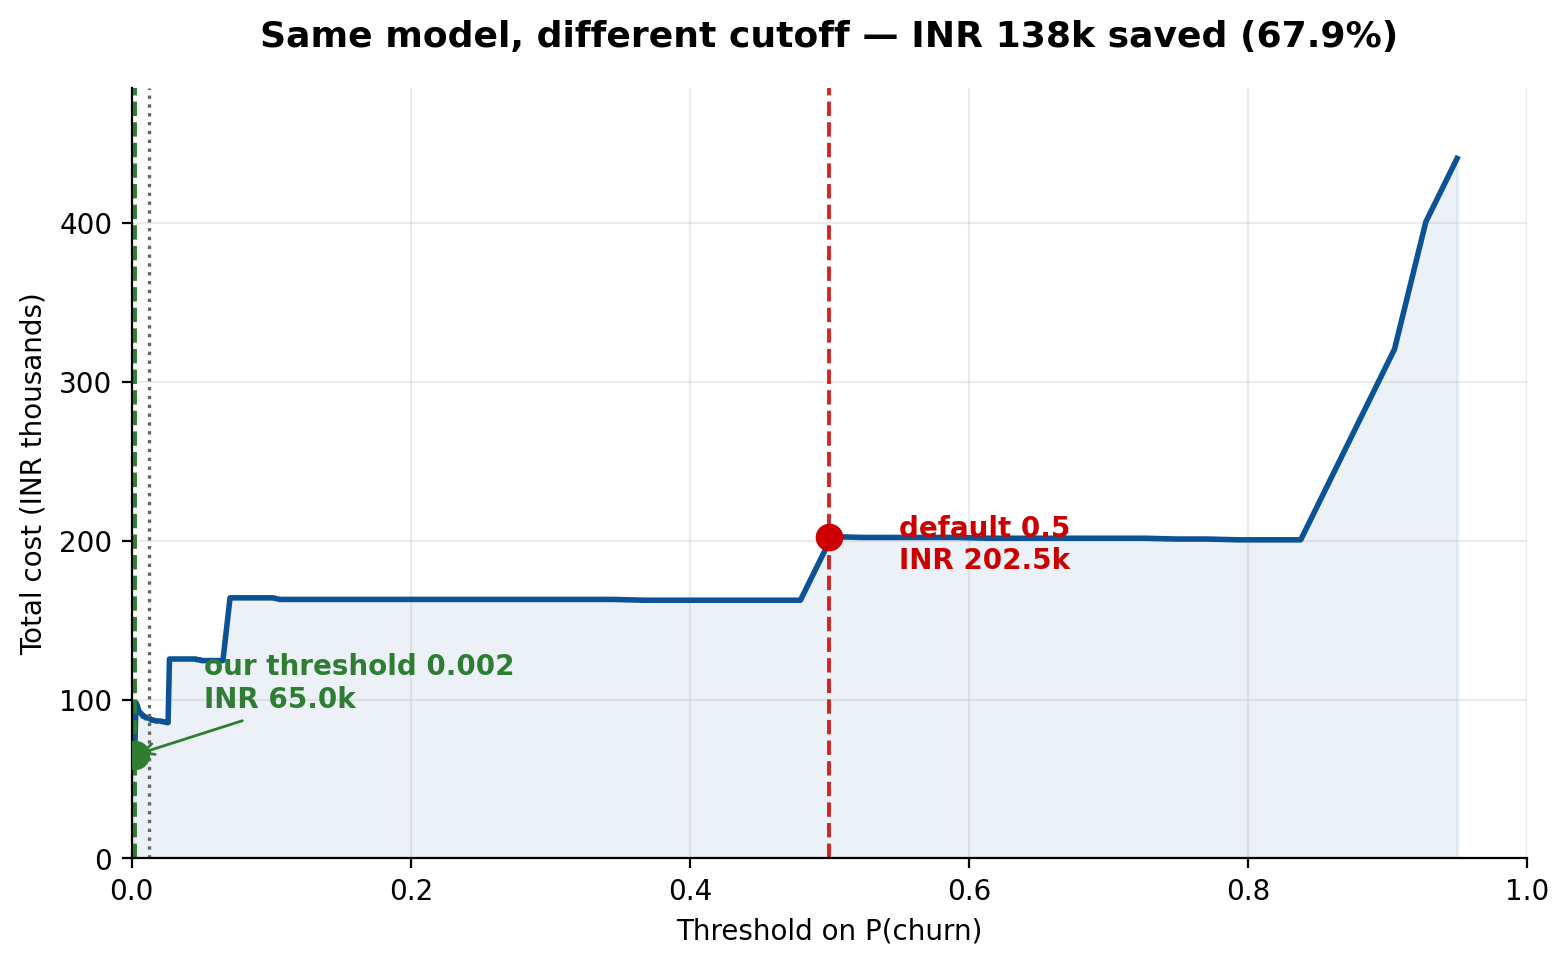 Same model, different cutoff — INR 138k saved (67.9%)
Total cost (INR thousands)
400
300
200
100
0
default 0.5
INR 202.5k
our threshold 0.002
INR 65.0k
0.0 0.2 0.4 0.6 0.8 1.0
Threshold on P(churn)